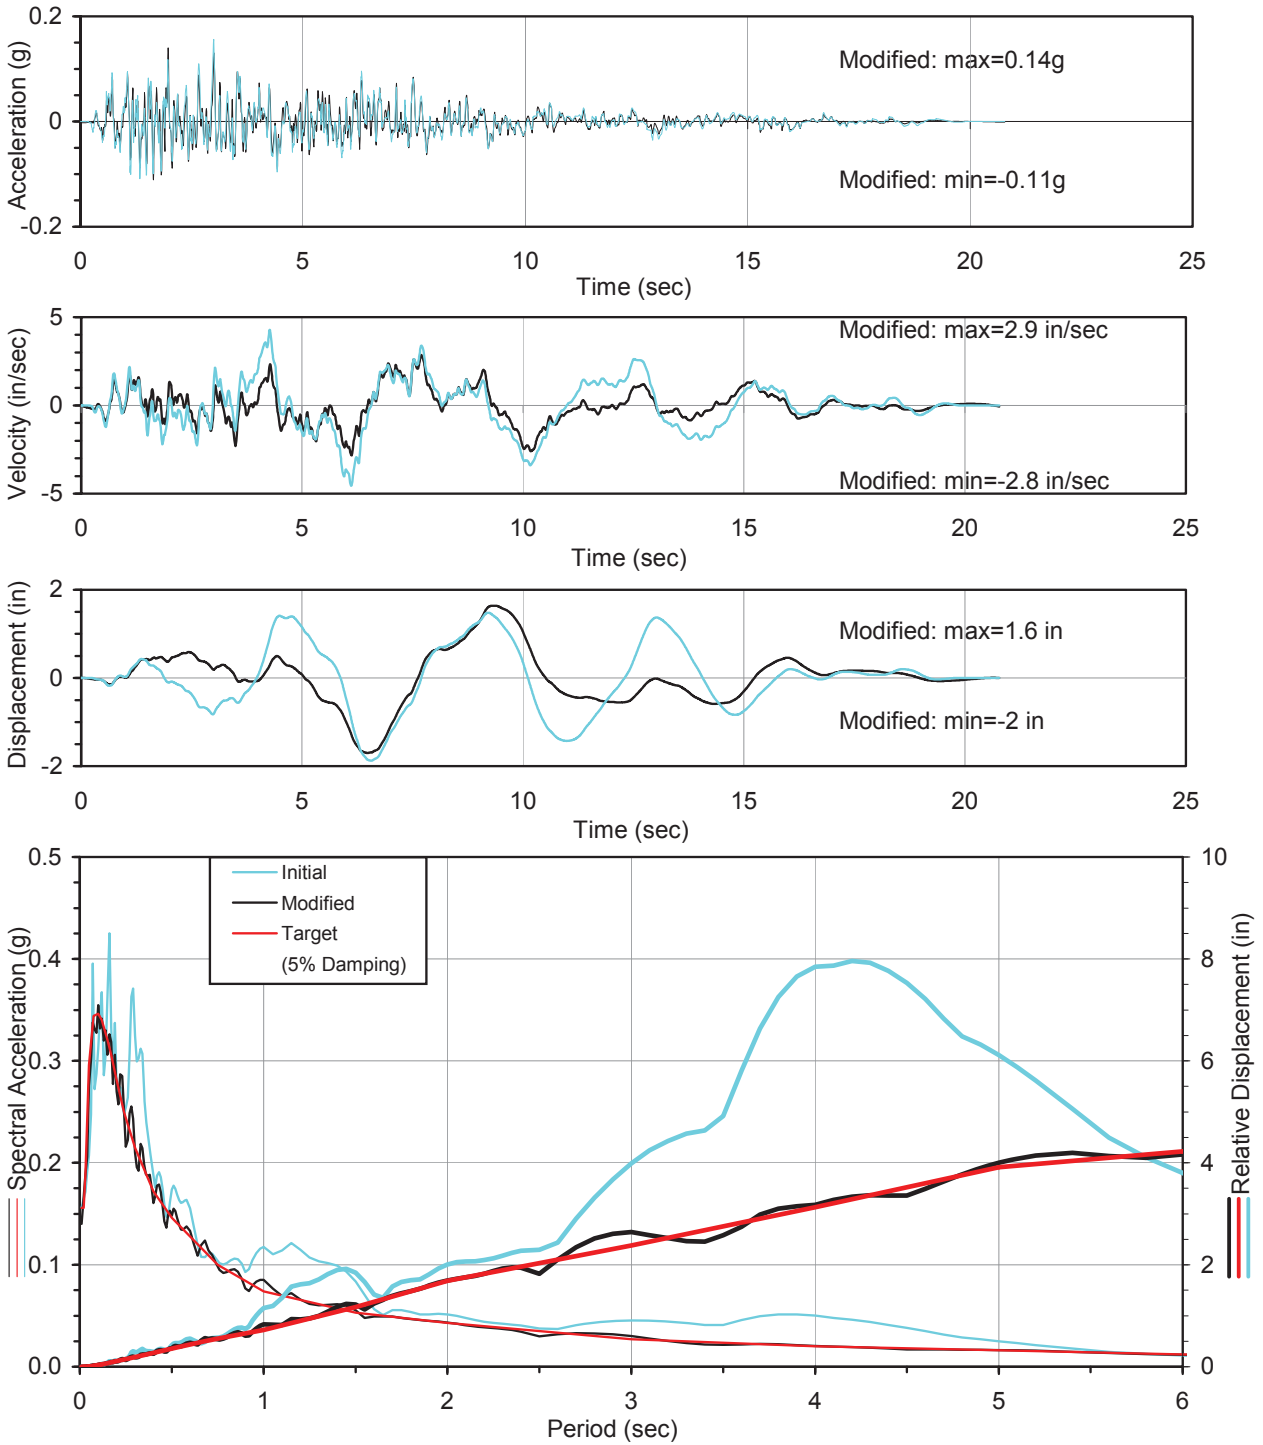 Acceleration (g)
0.2
0
-0.2
Modified: max=0.14g
Modified: min=-0.11g
0 5 10 15 20 25
Time (sec)
Velocity (in/sec)
5
0
-5
Modified: max=2.9 in/sec
Modified: min=-2.8 in/sec
0 5 10 15 20 25
Time (sec)
Displacement (in)
2
0
-2
Modified: max=1.6 in
Modified: min=-2 in
0 5 10 15 20 25
Time (sec)
Spectral Acceleration (g)
0.5
0.4
0.3
0.2
0.1
0.0
Initial
Modified
Target
(5% Damping)
10
8
6
4
2
0
Relative Displacement (in)
0 1 2 3 4 5 6
Period (sec)